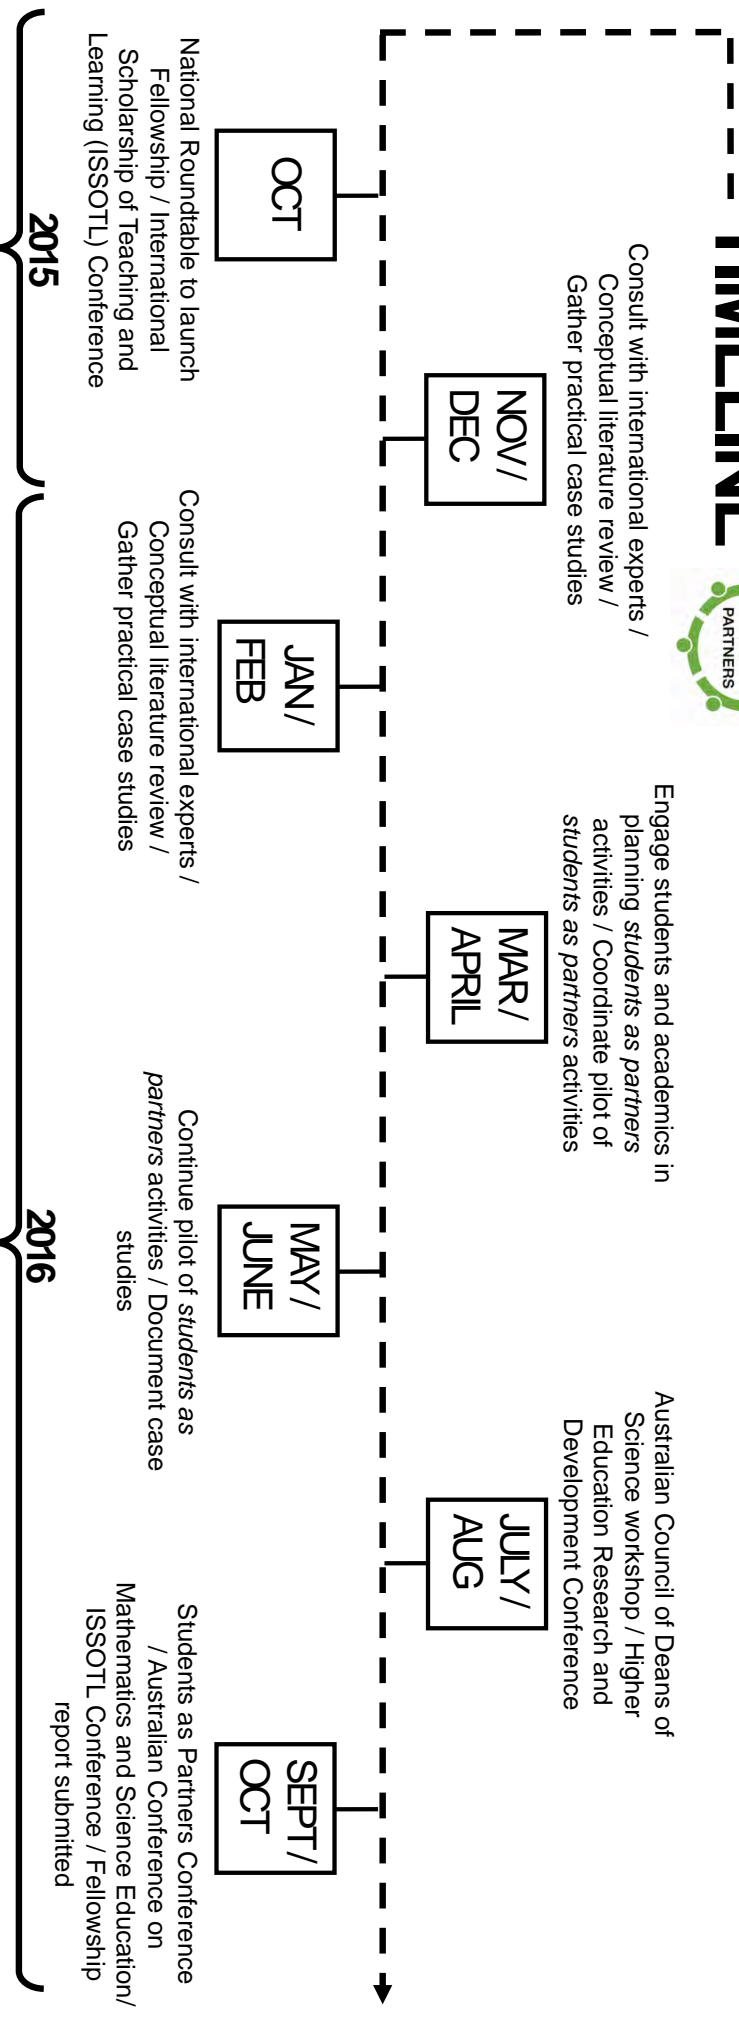 TIMELINE
PARTNERS
OCT
National Roundtable to launch
Fellowship / International
Scholarship of Teaching and
Learning (ISSOTL) Conference
NOV /
DEC
Consult with international experts /
Conceptual literature review /
Gather practical case studies
JAN /
FEB
Consult with international experts /
Conceptual literature review /
Gather practical case studies
MAR /
APRIL
Engage students and academics in
planning students as partners
activities / Coordinate pilot of
students as partners activities
MAY /
JUNE
Continue pilot of students as
partners activities / Document case
studies
JULY /
AUG
Australian Council of Deans of
Science workshop / Higher
Education Research and
Development Conference
SEPT /
OCT
Students as Partners Conference
/ Australian Conference on
Mathematics and Science Education/
ISSOTL Conference / Fellowship
report submitted
2015
2016